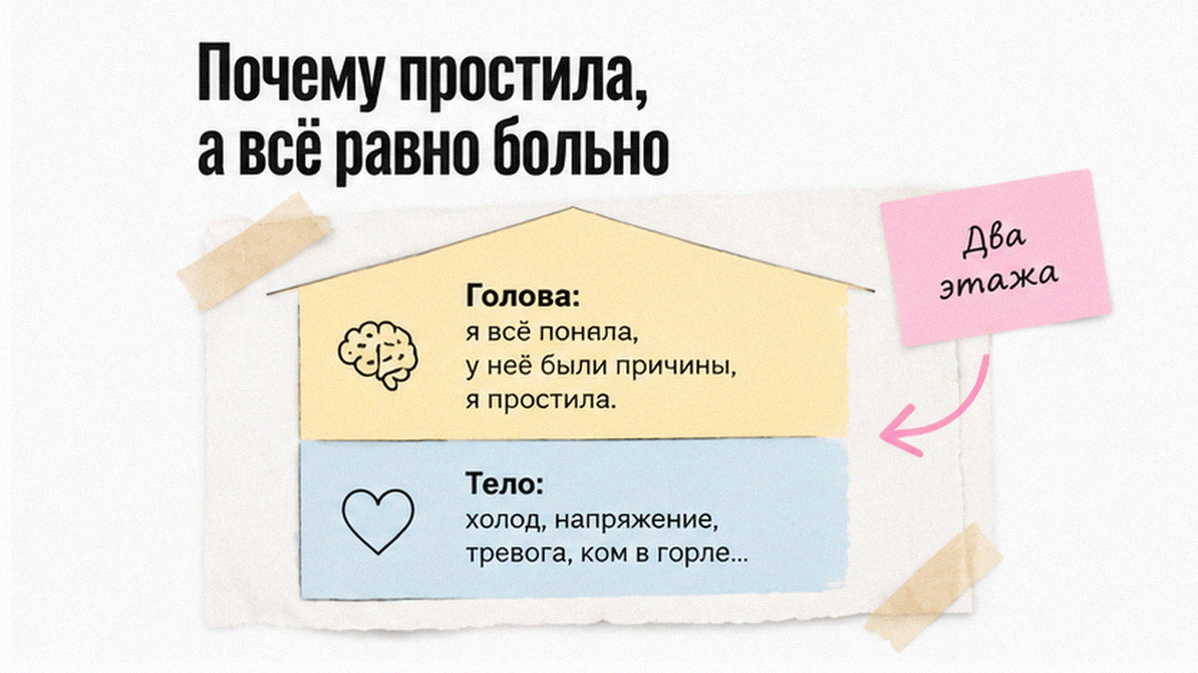 Почему простила,
а всё равно больно
Два
этажа
Голова:
я всё поняла,
у неё были причины,
я простила.
Тело:
холод, напряжение,
тревога, ком в горле...